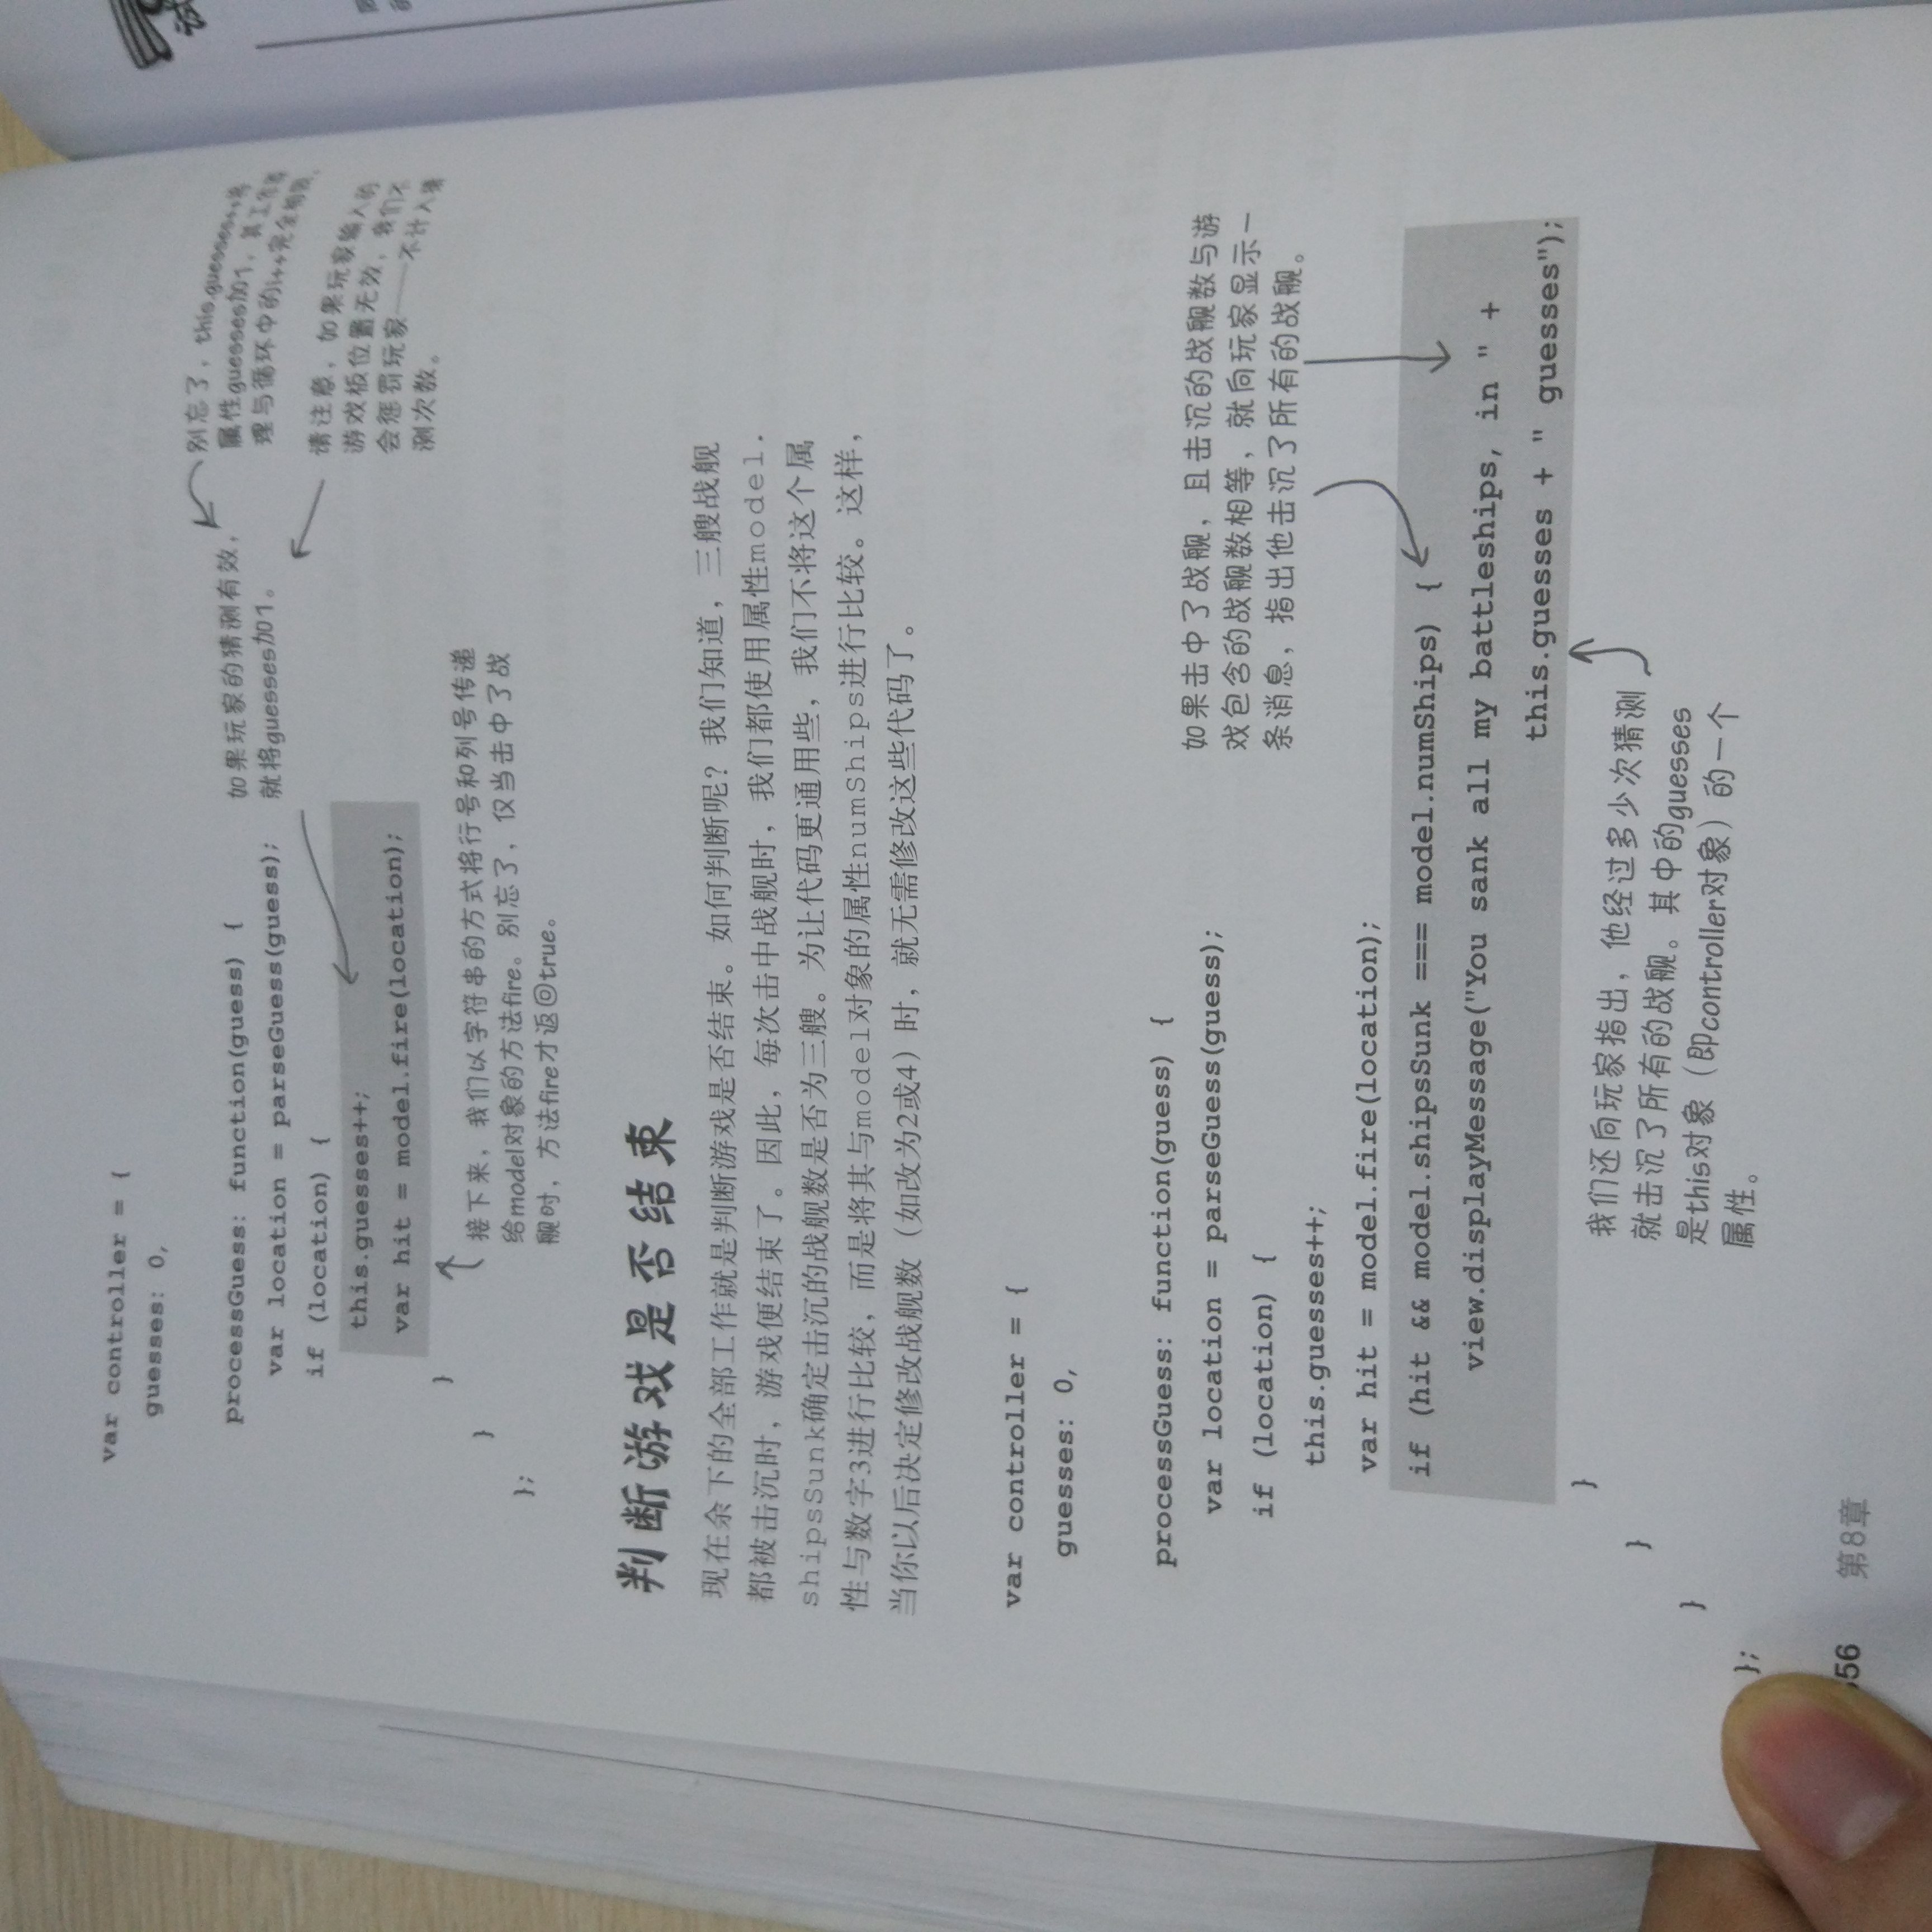 var controller = {
guesses: 0,
processGuess: function(guess) {
var location = parseGuess(guess);
if (location) {
this.guesses++;
var hit = model.fire(location);
}
}
};
如果玩家的猜测有效，
就将guesses加1。
别忘了，this.guesses++将
属性guesses加1，其工作原
理与循环中的i++完全相同。
请注意，如果玩家输入的
游戏板位置无效，我们不
会惩罚玩家——不计入猜
测次数。
接下来，我们以字符串的方式将行号和列号传递
给model对象的方法fire。别忘了，仅当击中了战
舰时，方法fire才返回true。
判断游戏是否结束
现在余下的全部工作就是判断游戏是否结束。如何判断呢？我们知道，三艘战舰
都被击沉时，游戏便结束了。因此，每次击中战舰时，我们都使用属性model.
shipsSunk确定击沉的战舰数是否为三艘。为让代码更通用些，我们不将这个属
性与数字3进行比较，而是将其与model对象的属性numShips进行比较。这样，
当你以后决定修改战舰数（如改为2或4）时，就无需修改这些代码了。
var controller = {
guesses: 0,
processGuess: function(guess) {
var location = parseGuess(guess);
if (location) {
this.guesses++;
var hit = model.fire(location);
if (hit && model.shipsSunk === model.numShips) {
view.displayMessage("You sank all my battleships, in " +
this.guesses + " guesses");
}
}
}
};
如果击中了战舰，且击沉的战舰数与游
戏包含的战舰数相等，就向玩家显示一
条消息，指出他击沉了所有的战舰。
我们还向玩家指出，他经过多少次猜测
就击沉了所有的战舰。其中的guesses
是this对象（即controller对象）的一个
属性。
56 第8章